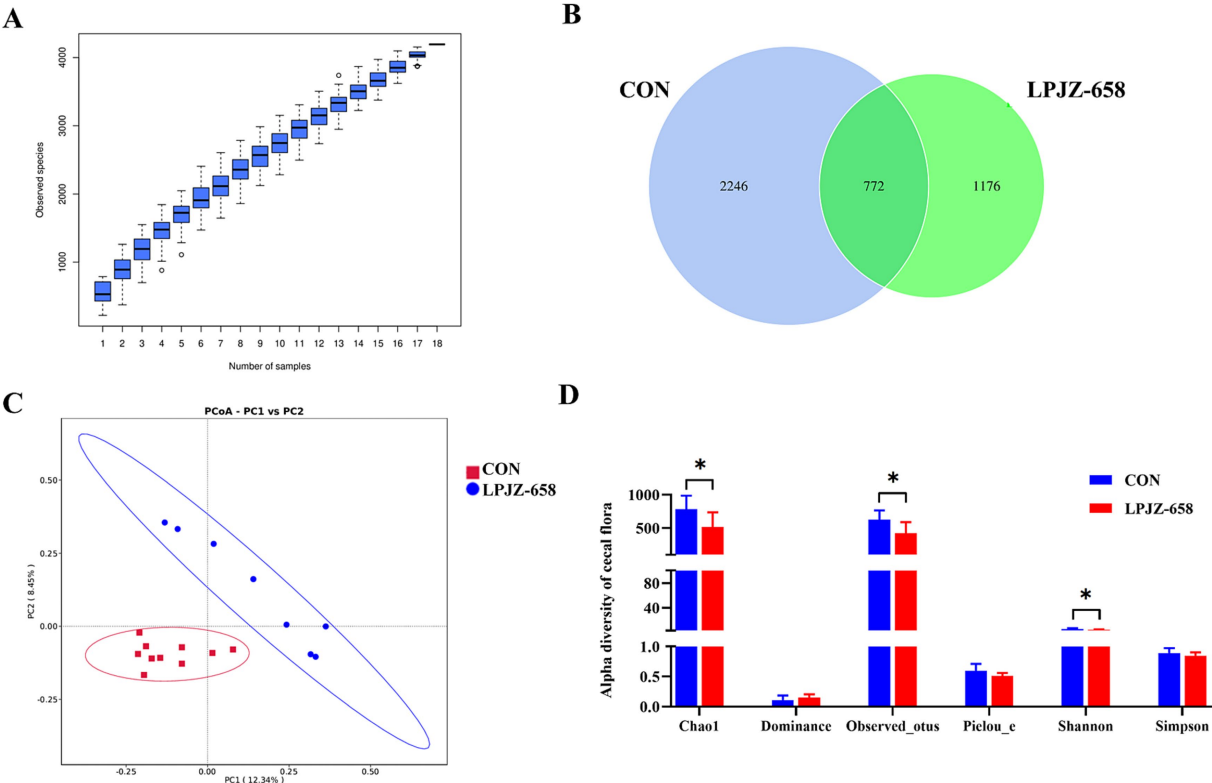 A
Observed species
4000
3000
2000
1000
1 2 3 4 5 6 7 8 9 10 11 12 13 14 15 16 17 18
Number of samples
B
CON
LPJZ-658
2246
772
1176
C
PCoA - PC1 vs PC2
PC2 ( 8.45%)
0.50
0.25
0.00
-0.25
-0.25 0.00 0.25 0.50
PC1 ( 12.34%)
CON
LPJZ-658
D
Alpha diversity of cecal flora
1000
500
80
40
1.0
0.5
0.0
* * *
Chao1 Dominance Observed_otus Pielou_e Shannon Simpson
CON
LPJZ-658